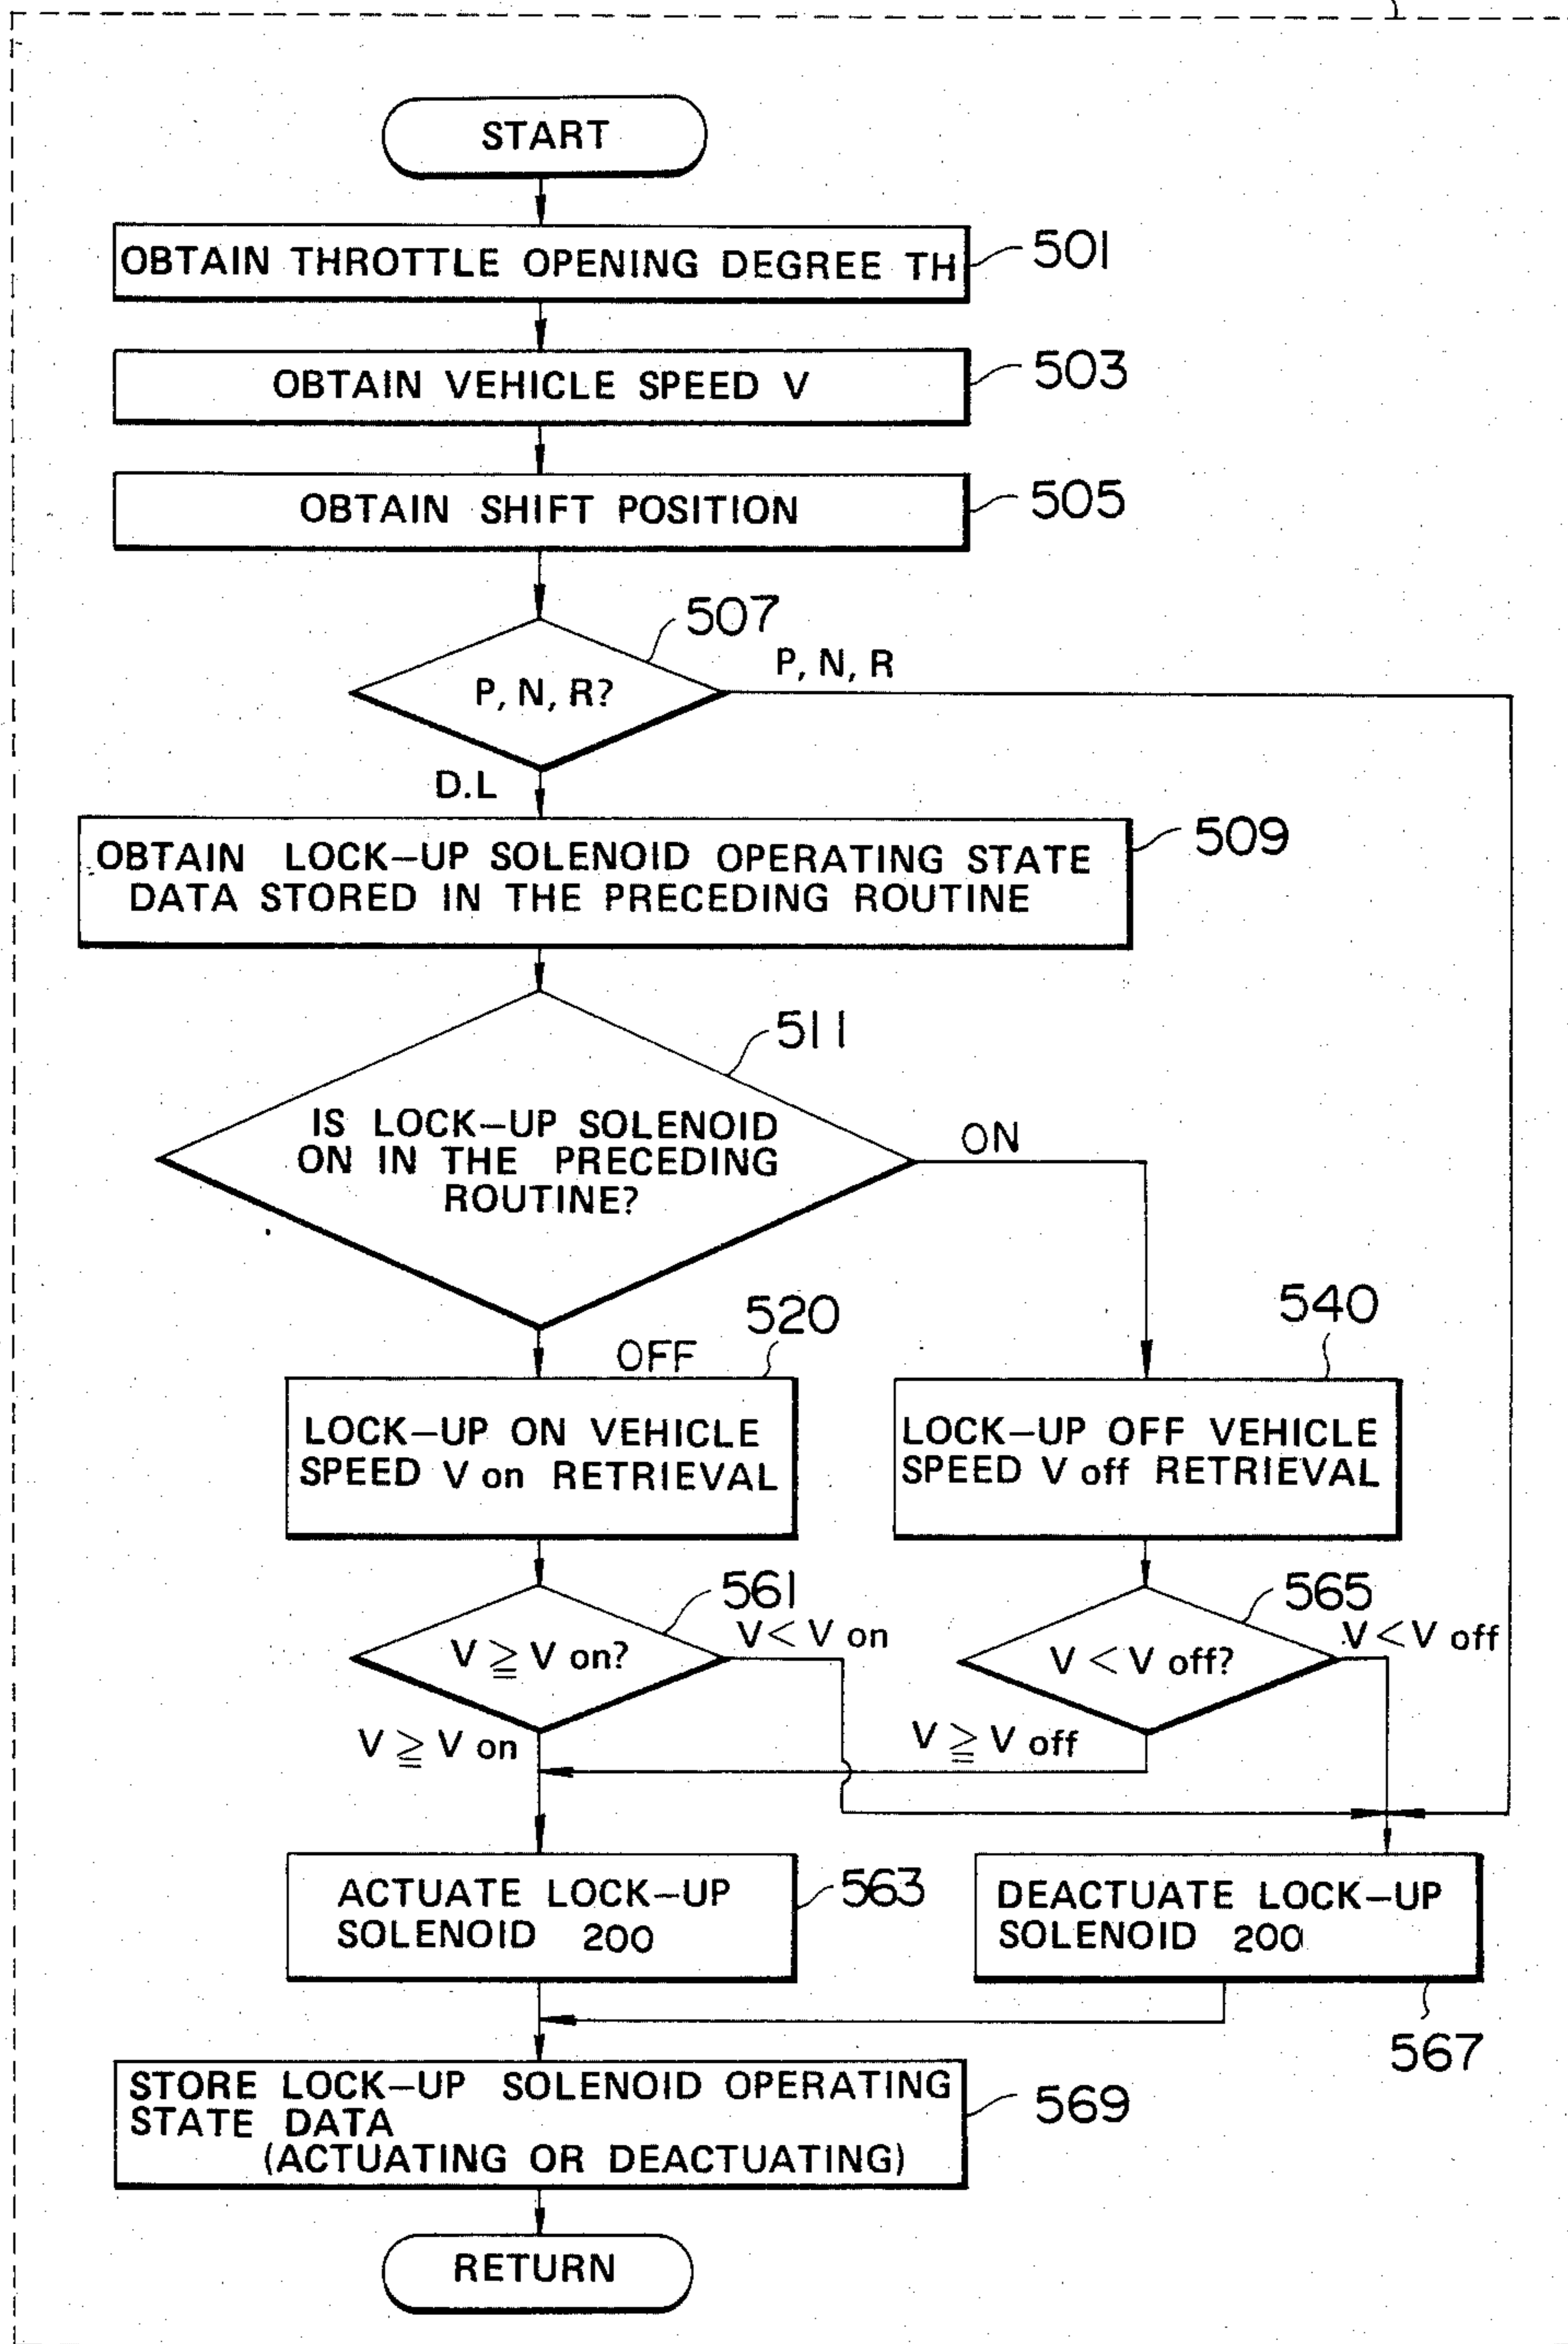 START
OBTAIN THROTTLE OPENING DEGREE TH
501
OBTAIN VEHICLE SPEED V
503
OBTAIN SHIFT POSITION
505
507
P, N, R?
P, N, R
D.L
OBTAIN LOCK-UP SOLENOID OPERATING STATE
DATA STORED IN THE PRECEDING ROUTINE
509
511
IS LOCK-UP SOLENOID
ON IN THE PRECEDING
ROUTINE?
ON
OFF
520
540
LOCK-UP ON VEHICLE
SPEED V on RETRIEVAL
LOCK-UP OFF VEHICLE
SPEED V off RETRIEVAL
561
V ≧ V on?
V < V on
V ≧ V on
565
V < V off?
V < V off
V ≧ V off
ACTUATE LOCK-UP
SOLENOID 200
563
DEACTUATE LOCK-UP
SOLENOID 200
567
STORE LOCK-UP SOLENOID OPERATING
STATE DATA
(ACTUATING OR DEACTUATING)
569
RETURN